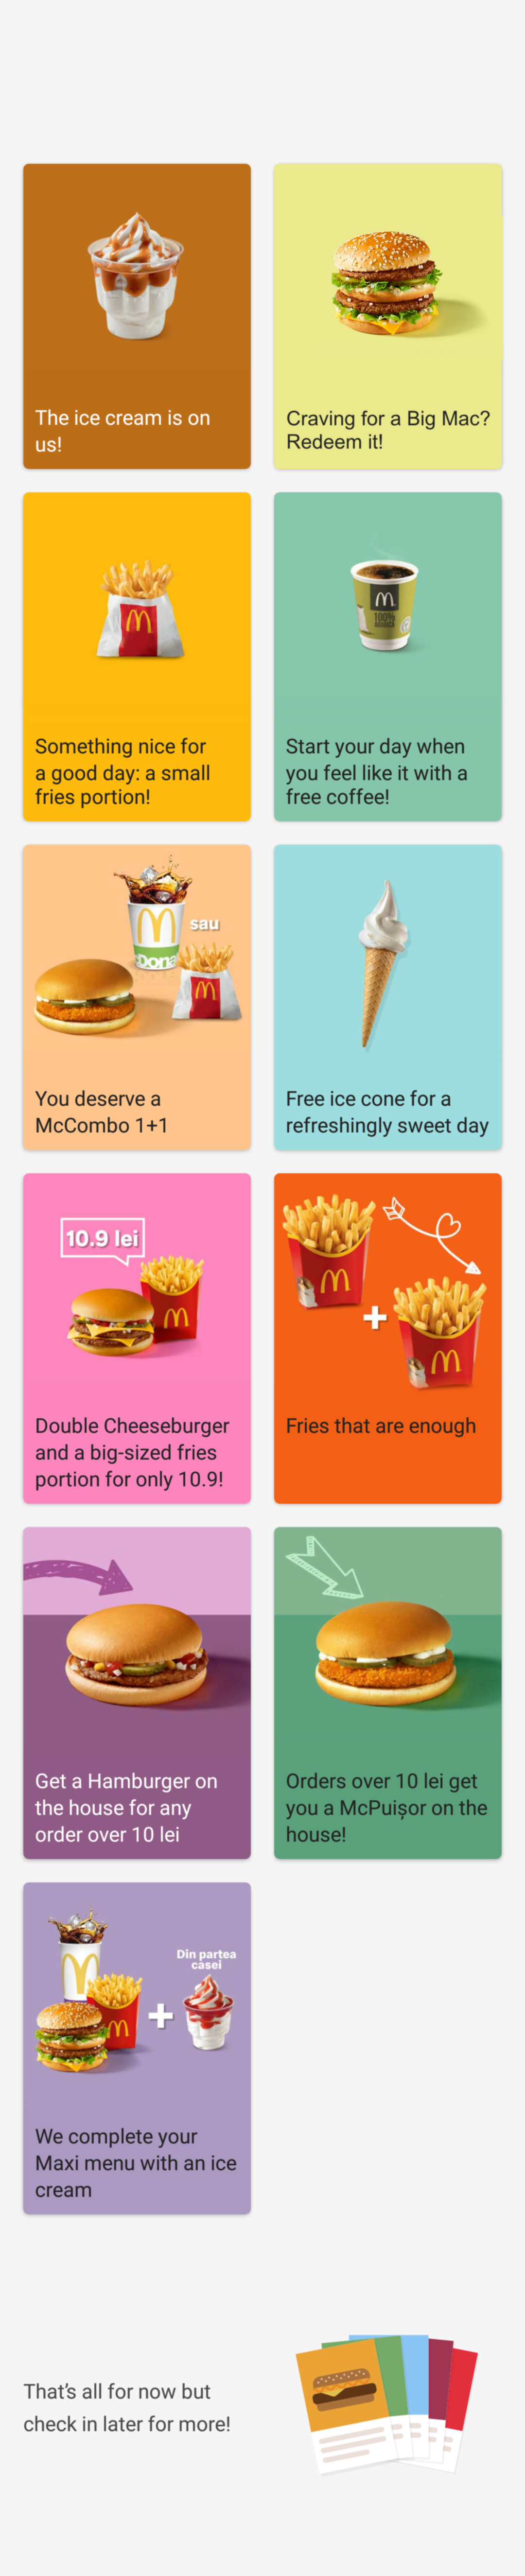 The ice cream is on
us!
Craving for a Big Mac?
Redeem it!
Something nice for
a good day: a small
fries portion!
100%
ARABICA
Start your day when
you feel like it with a
free coffee!
sau
Dona
You deserve a
McCombo 1+1
Free ice cone for a
refreshingly sweet day
10.9 lei
Double Cheeseburger
and a big-sized fries
portion for only 10.9!
+
Fries that are enough
Get a Hamburger on
the house for any
order over 10 lei
Orders over 10 lei get
you a McPuișor on the
house!
Din partea
casei
+
We complete your
Maxi menu with an ice
cream
That's all for now but
check in later for more!